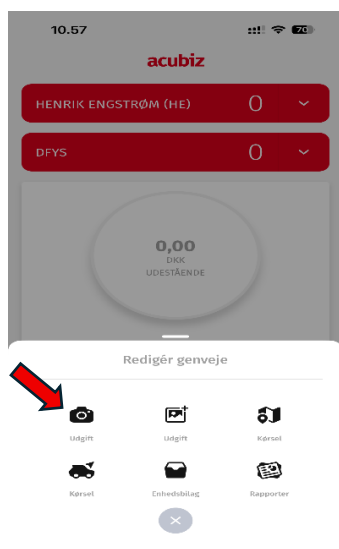 10.57
70
acubiz
HENRIK ENGSTRØM (HE) 0
DFYS 0
0,00
DKK
UDESTÅENDE
Redigér genveje
Udgift Udgift Kørsel
Kørsel Enhedsbilag Rapporter